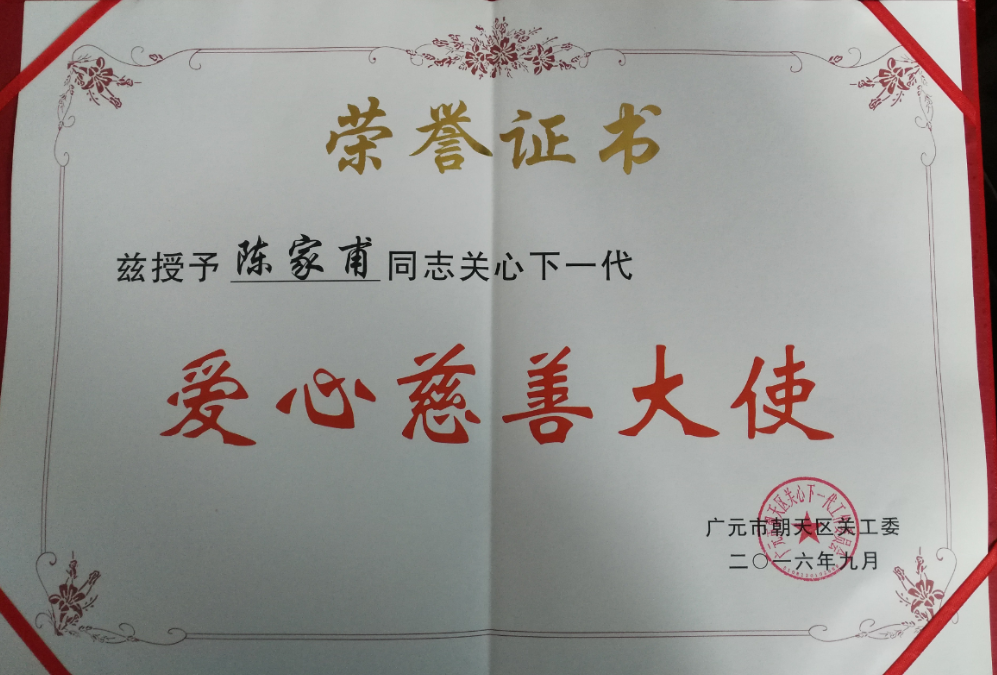 荣誉证书
兹授予 陈家甫 同志关心下一代
爱心慈善大使
广元市朝天区关工委
二〇一六年九月